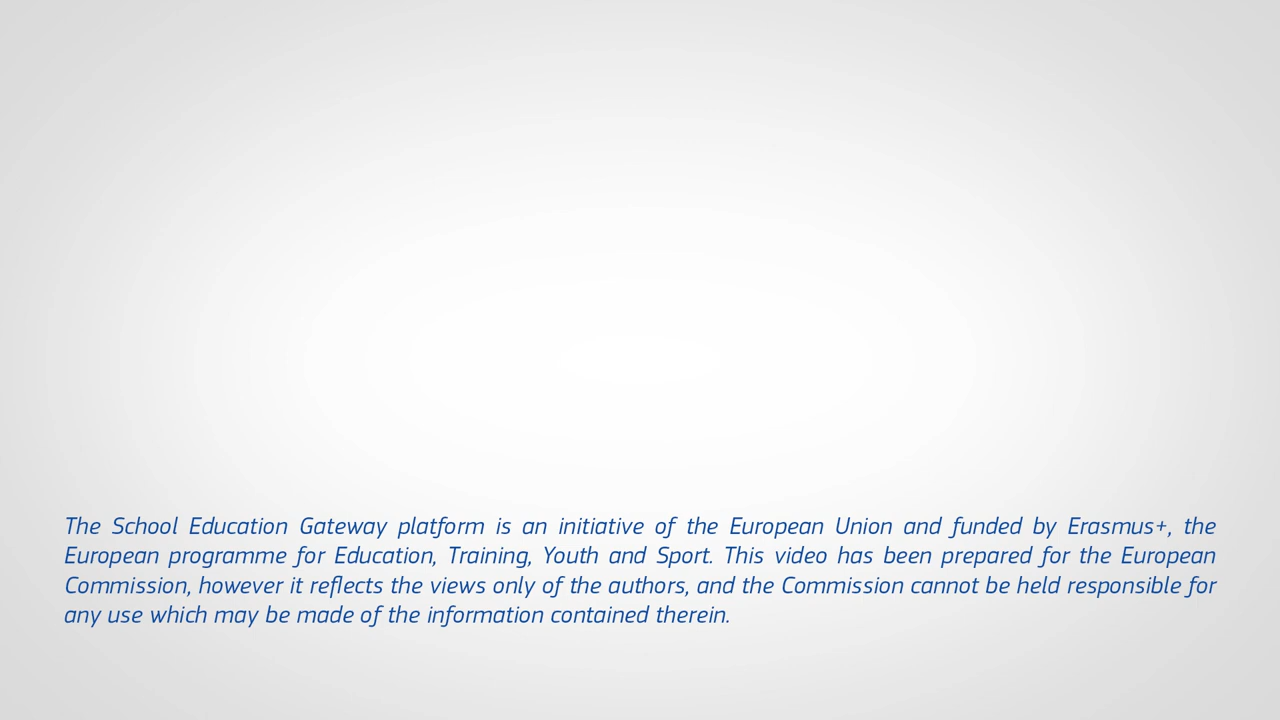 The School Education Gateway platform is an initiative of the European Union and funded by Erasmus+, the
European programme for Education, Training, Youth and Sport. This video has been prepared for the European
Commission, however it reflects the views only of the authors, and the Commission cannot be held responsible for
any use which may be made of the information contained therein.